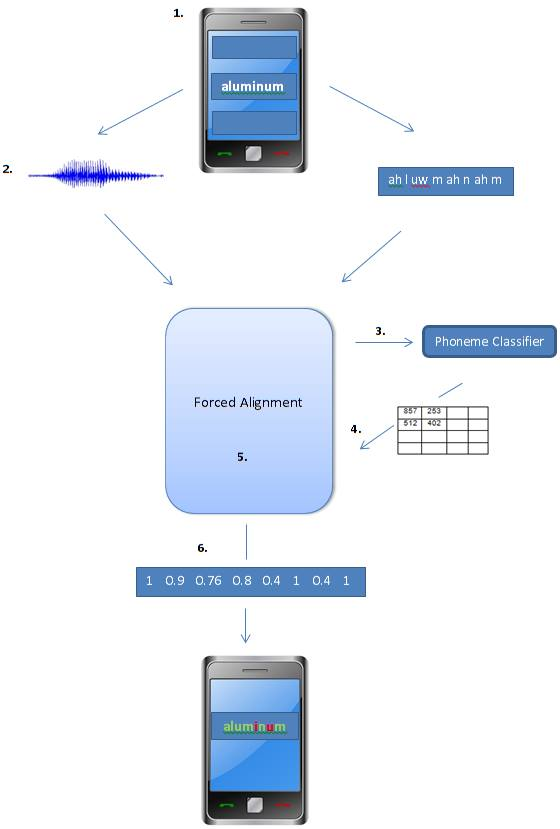 1.
aluminum
2.
ah l uw m ah n ah m
3.
Phoneme Classifier
857 253
512 402
4.
Forced Alignment
5.
6.
1 0.9 0.76 0.8 0.4 1 0.4 1
aluminum